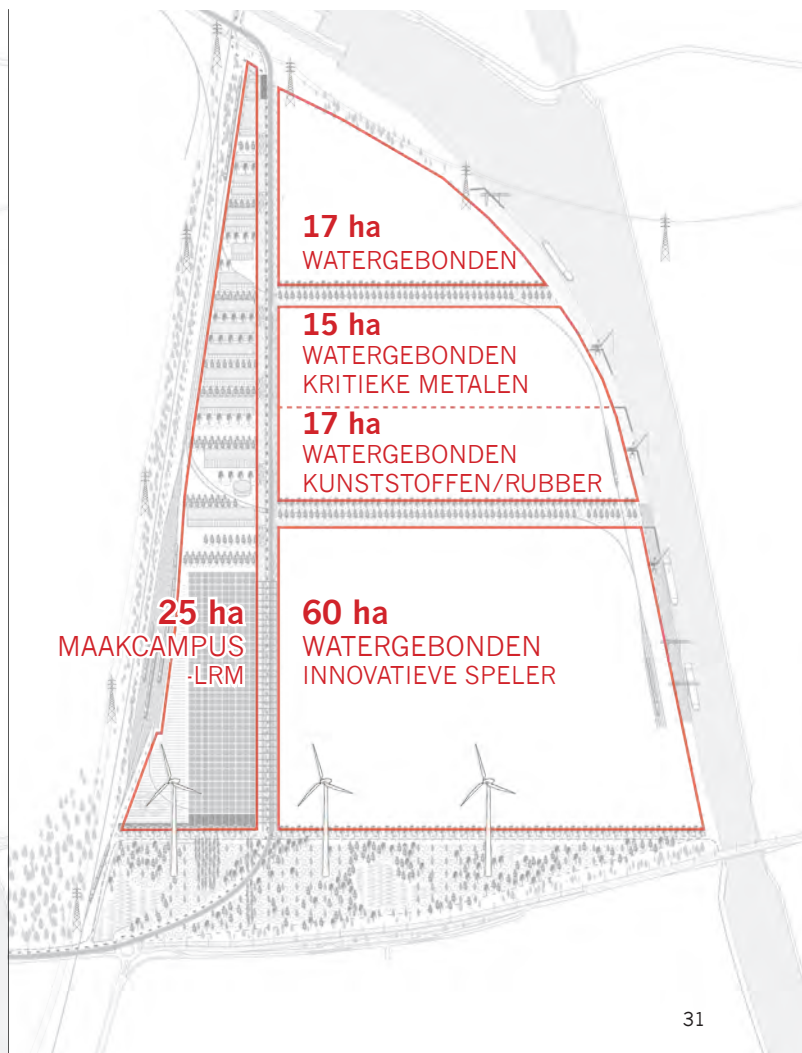 17 ha
WATERGEBONDEN
15 ha
WATERGEBONDEN
KRITIEKE METALEN
17 ha
WATERGEBONDEN
KUNSTSTOFFEN/RUBBER
25 ha
MAAKCAMPUS
-LRM
60 ha
WATERGEBONDEN
INNOVATIEVE SPELER
31